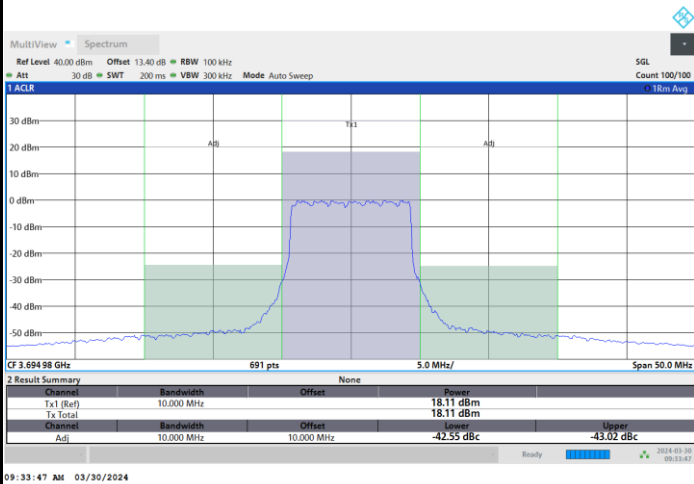 MultiView Spectrum
Ref Level 40.00 dBm Offset 13.40 dB RBW 100 kHz SGL
Att 30 dB SWT 200 ms VBW 300 kHz Mode Auto Sweep Count 100/100
1 ACLR 1Rm Avg
30 dBm
Tx1
20 dBm
Adj Adj
10 dBm
0 dBm
-10 dBm
-20 dBm
-30 dBm
-40 dBm
-50 dBm
CF 3.694 98 GHz 691 pts 5.0 MHz/ Span 50.0 MHz
2 Result Summary None
Channel Bandwidth Offset Power
Tx1 (Ref) 10.000 MHz 18.11 dBm
Tx Total 18.11 dBm
Channel Bandwidth Offset Lower Upper
Adj 10.000 MHz 10.000 MHz -42.55 dBc -43.02 dBc
Ready 2024-03-30
09:33:47
09:33:47 AM 03/30/2024